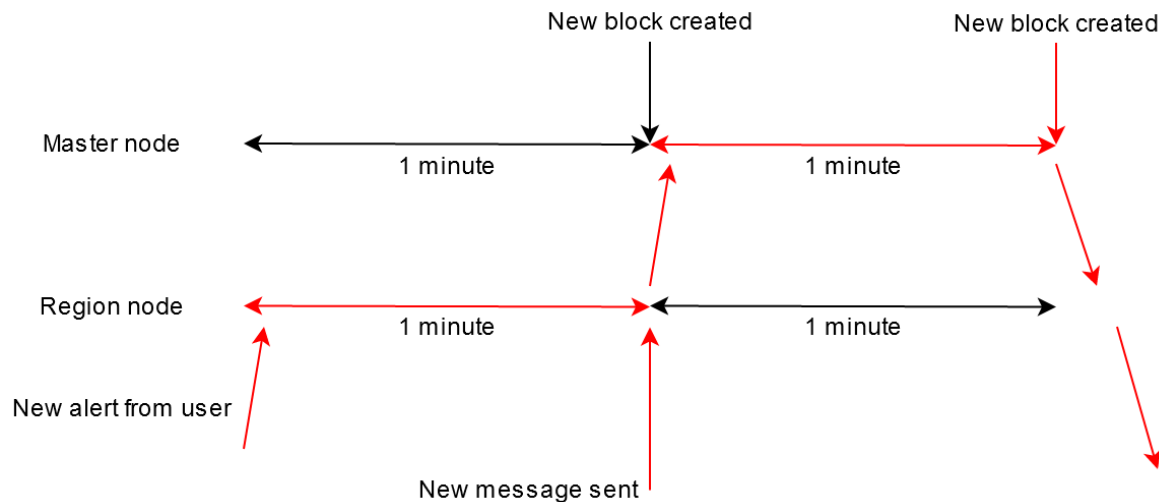 New block created
New block created
Master node
1 minute
1 minute
Region node
1 minute
1 minute
New alert from user
New message sent